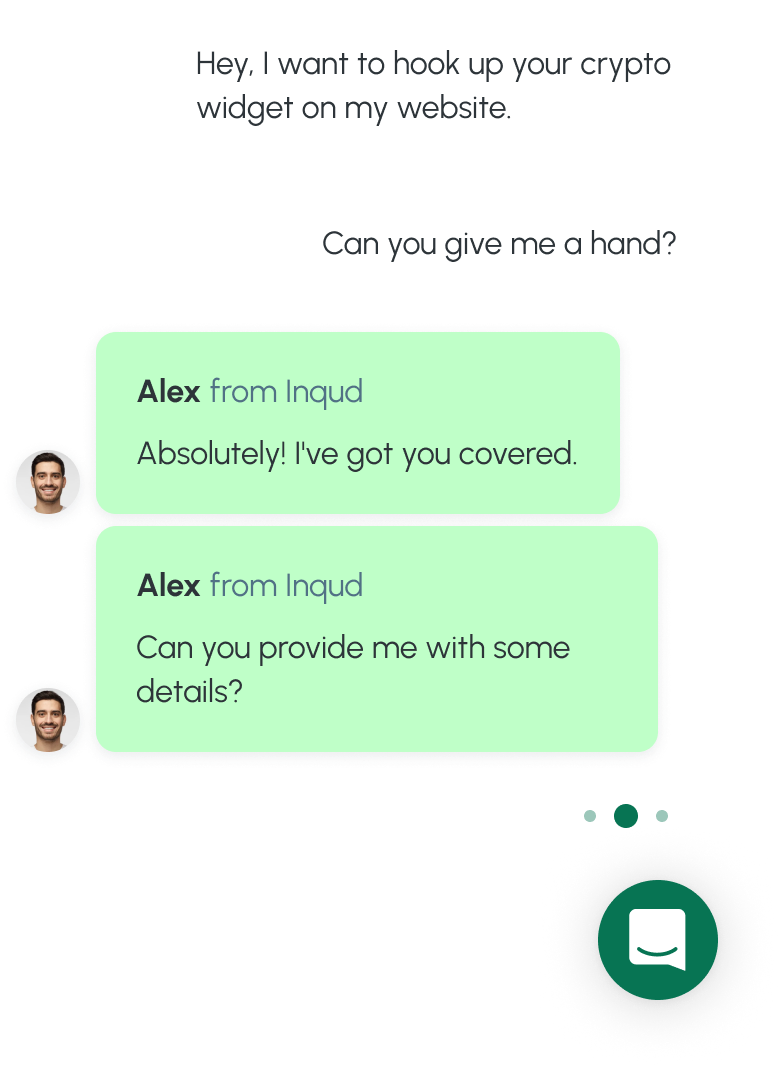 Hey, I want to hook up your crypto
widget on my website.
Can you give me a hand?
Alex from Inqud
Absolutely! I've got you covered.
Alex from Inqud
Can you provide me with some
details?